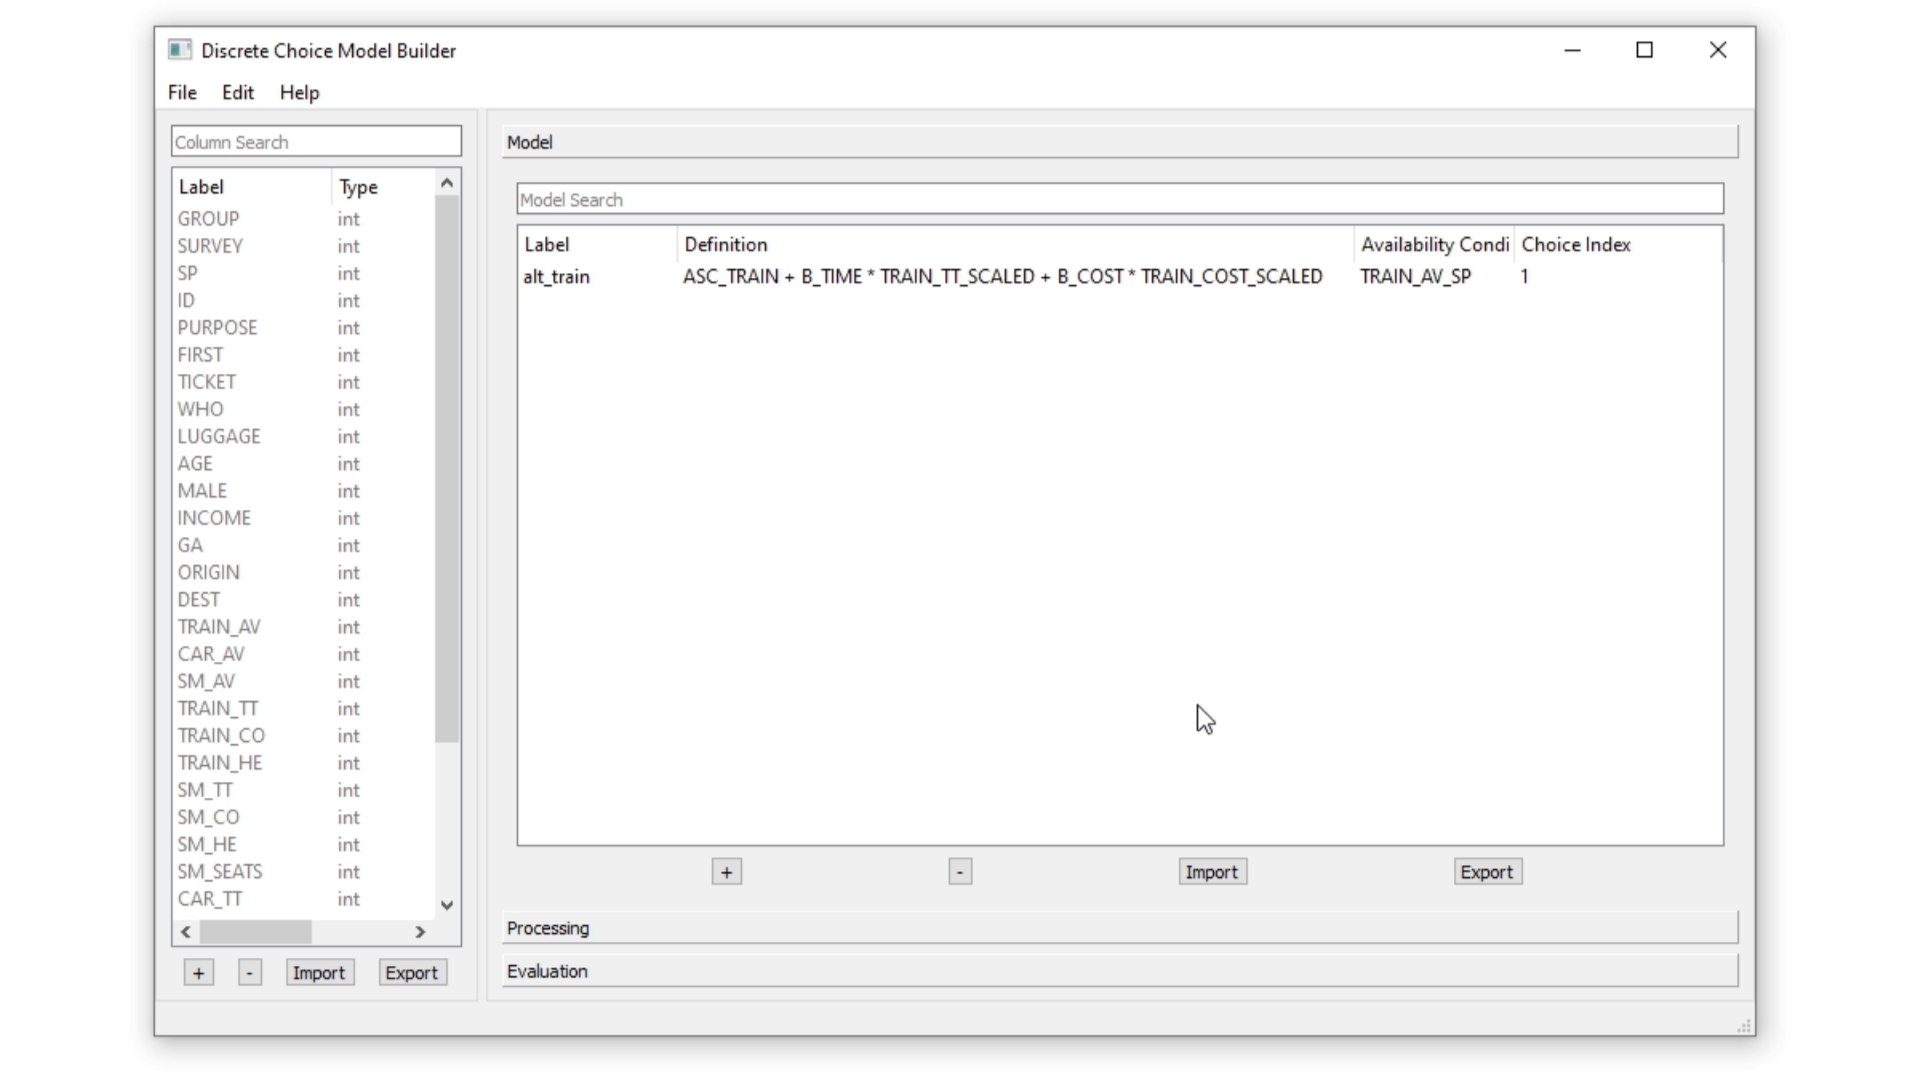 Discrete Choice Model Builder
File Edit Help
Column Search
Label Type
GROUP int
SURVEY int
SP int
ID int
PURPOSE int
FIRST int
TICKET int
WHO int
LUGGAGE int
AGE int
MALE int
INCOME int
GA int
ORIGIN int
DEST int
TRAIN_AV int
CAR_AV int
SM_AV int
TRAIN_TT int
TRAIN_CO int
TRAIN_HE int
SM_TT int
SM_CO int
SM_HE int
SM_SEATS int
CAR_TT int
+ - Import Export
Model
Model Search
Label Definition Availability Condi Choice Index
alt_train ASC_TRAIN + B_TIME * TRAIN_TT_SCALED + B_COST * TRAIN_COST_SCALED TRAIN_AV_SP 1
+ - Import Export
Processing
Evaluation